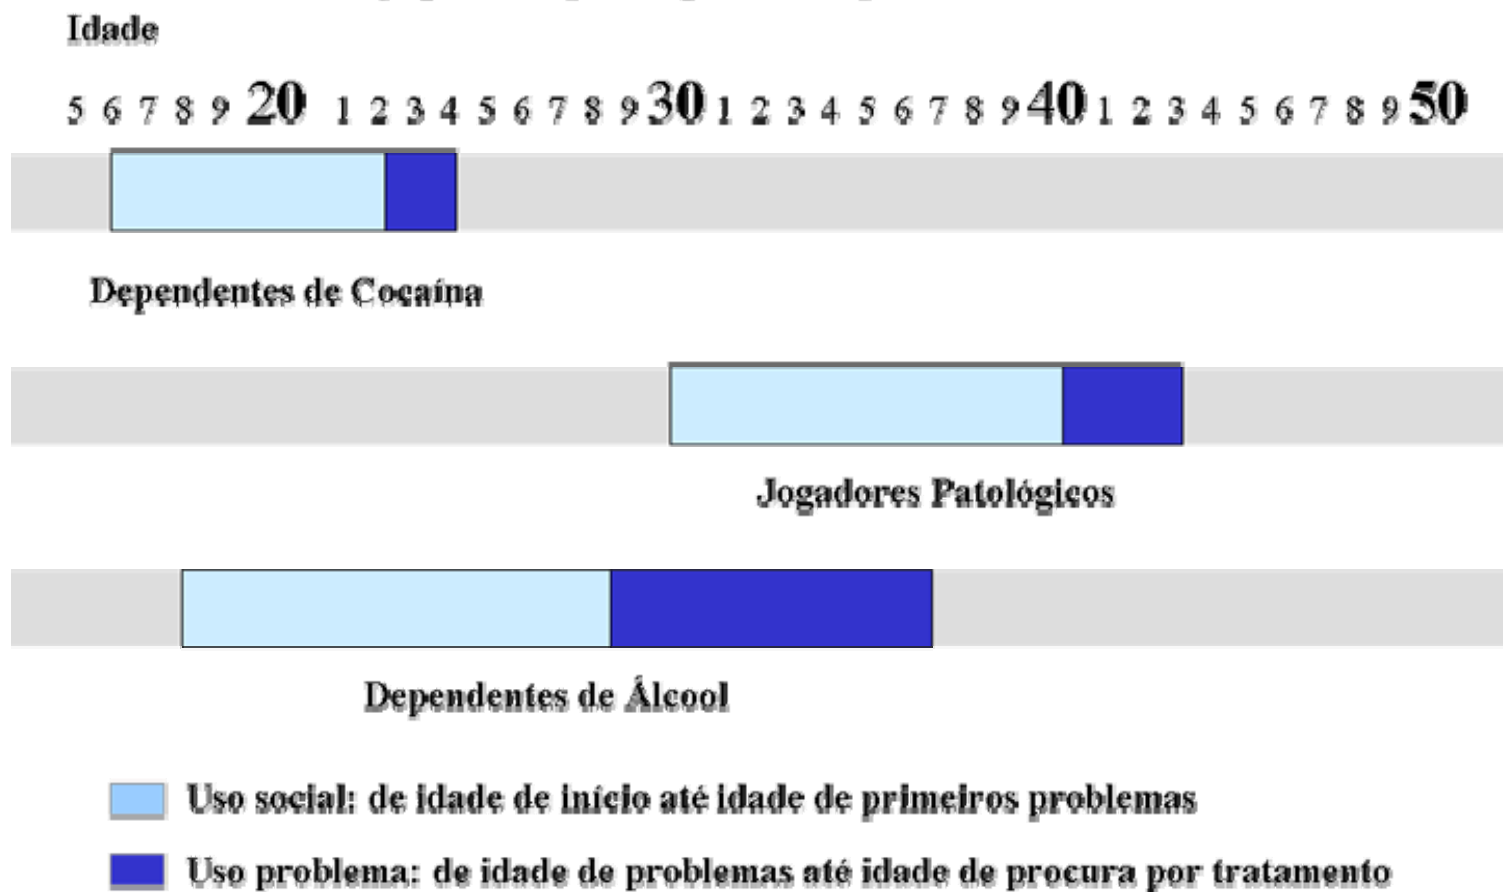 Idade
5 6 7 8 9 20 1 2 3 4 5 6 7 8 9 30 1 2 3 4 5 6 7 8 9 40 1 2 3 4 5 6 7 8 9 50
Dependentes de Cocaína
Jogadores Patológicos
Dependentes de Álcool
Uso social: de idade de início até idade de primeiros problemas
Uso problema: de idade de problemas até idade de procura por tratamento